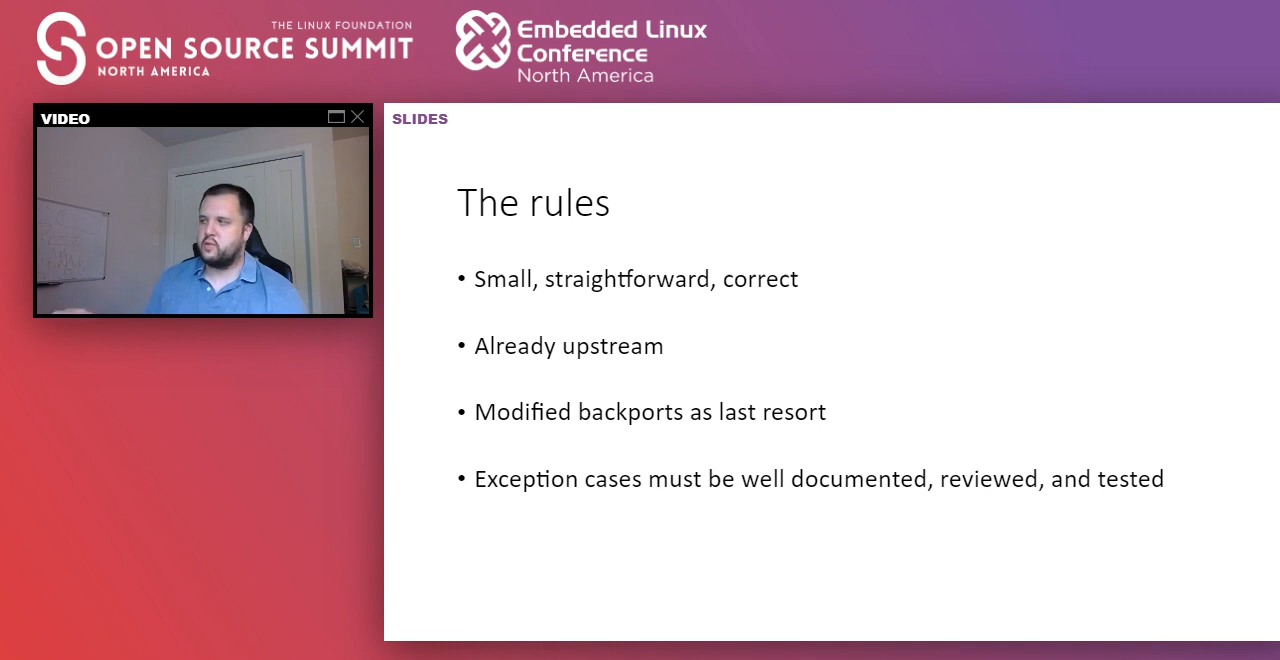 THE LINUX FOUNDATION
OPEN SOURCE SUMMIT
NORTH AMERICA
Embedded Linux
Conference
North America
VIDEO
SLIDES
The rules
• Small, straightforward, correct
• Already upstream
• Modified backports as last resort
• Exception cases must be well documented, reviewed, and tested